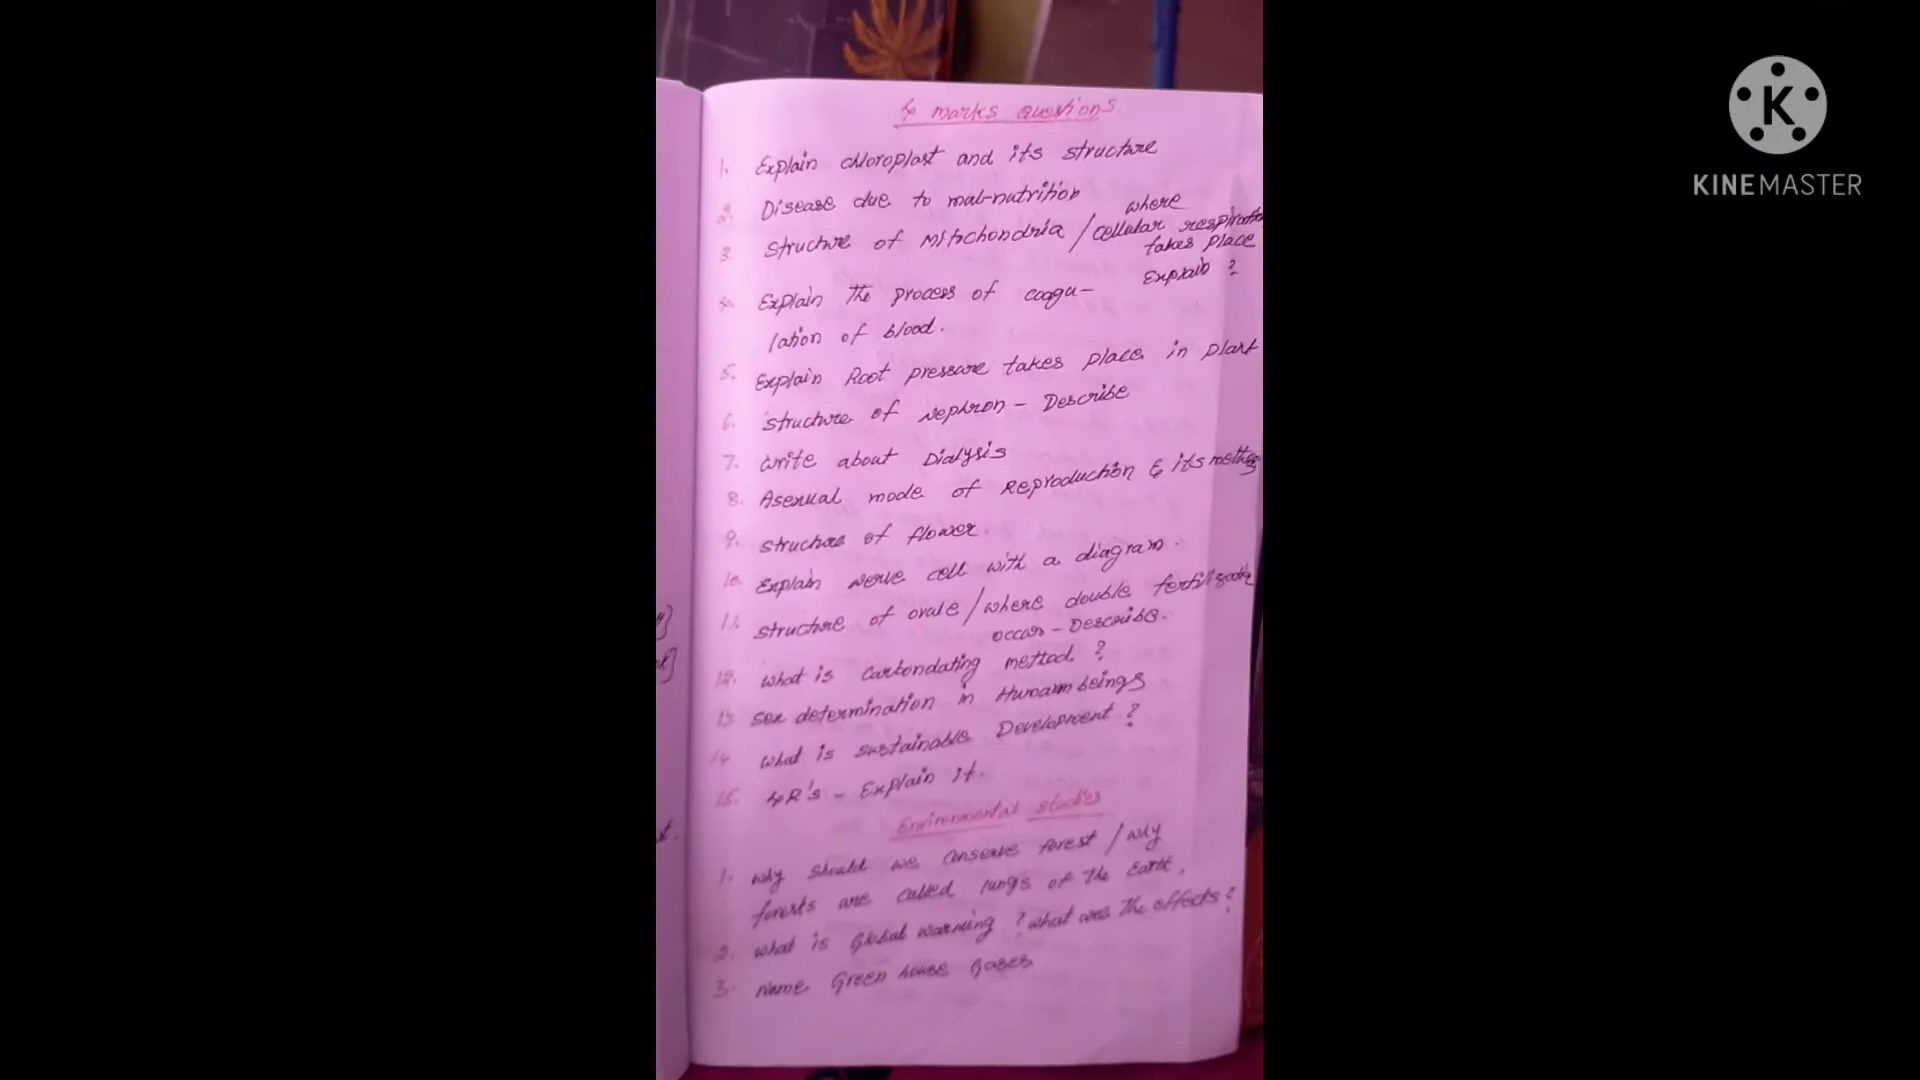 4 marks questions
1. Explain chloroplast and its structure
2. Disease due to mal-nutrition
3. structure of Mitochondria / where cellular respiration
takes place
Explain ?
4. Explain The process of coagu-
lation of blood.
5. Explain Root pressure takes place in plant
6. structure of Nephron - Describe
7. Write about Dialysis
8. Asexual mode of Reproduction & its
9. structure of flower.
10. Explain nerve cell with a diagram.
11. structure of ovule / where double
occur - Describe.
12. What is Carbondating method ?
13. Sex determination in Human beings
14. What is sustainable Development ?
15. 4R's - Explain it.
Environmental studies
1. Why should we conserve forest / why
forests are called lungs of The Earth.
2. What is Global warming ? what are The effects ?
3. Name Green house Gases
KINEMASTER